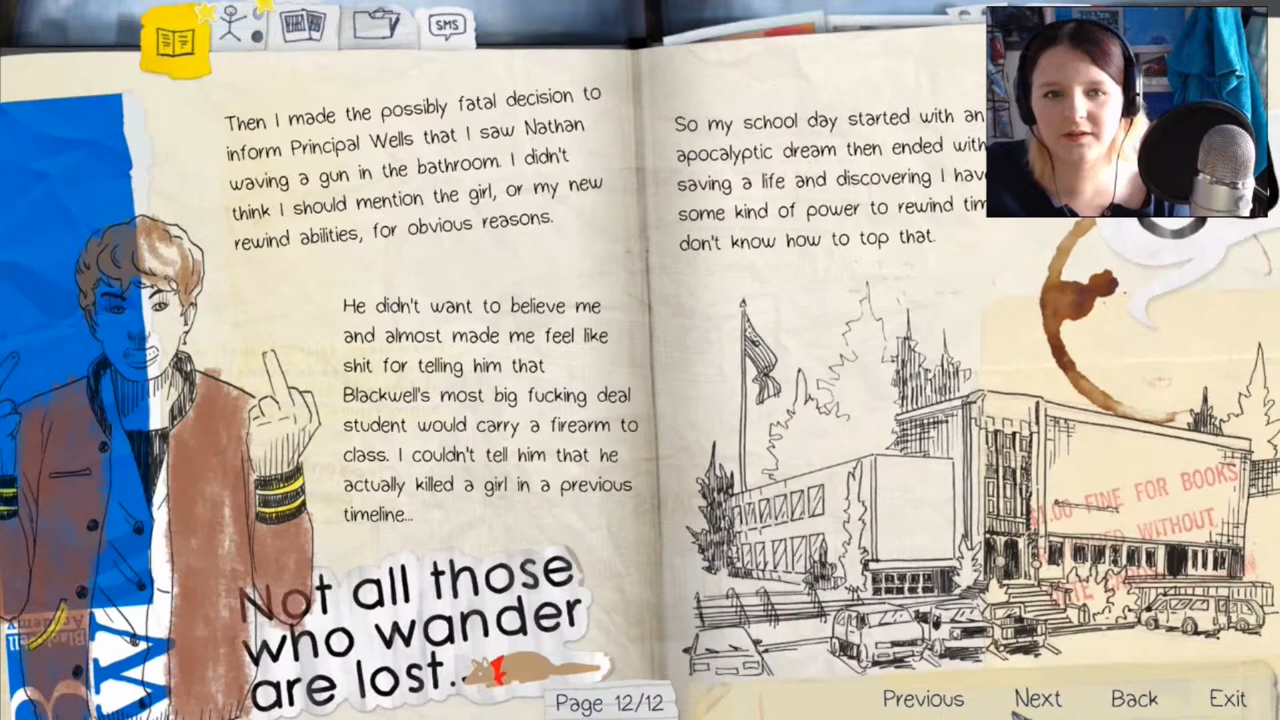 SMS
Then I made the possibly fatal decision to
inform Principal Wells that I saw Nathan
waving a gun in the bathroom. I didn't
think I should mention the girl, or my new
rewind abilities, for obvious reasons.
He didn't want to believe me
and almost made me feel like
shit for telling him that
Blackwell's most big fucking deal
student would carry a firearm to
class. I couldn't tell him that he
actually killed a girl in a previous
timeline...
Not all those
who wander
are lost.
So my school day started with an
apocalyptic dream then ended with
saving a life and discovering I hav
some kind of power to rewind tim
don't know how to top that.
FINE FOR BOOKS
WITHOUT
Page 12/12
Previous
Next
Back
Exit